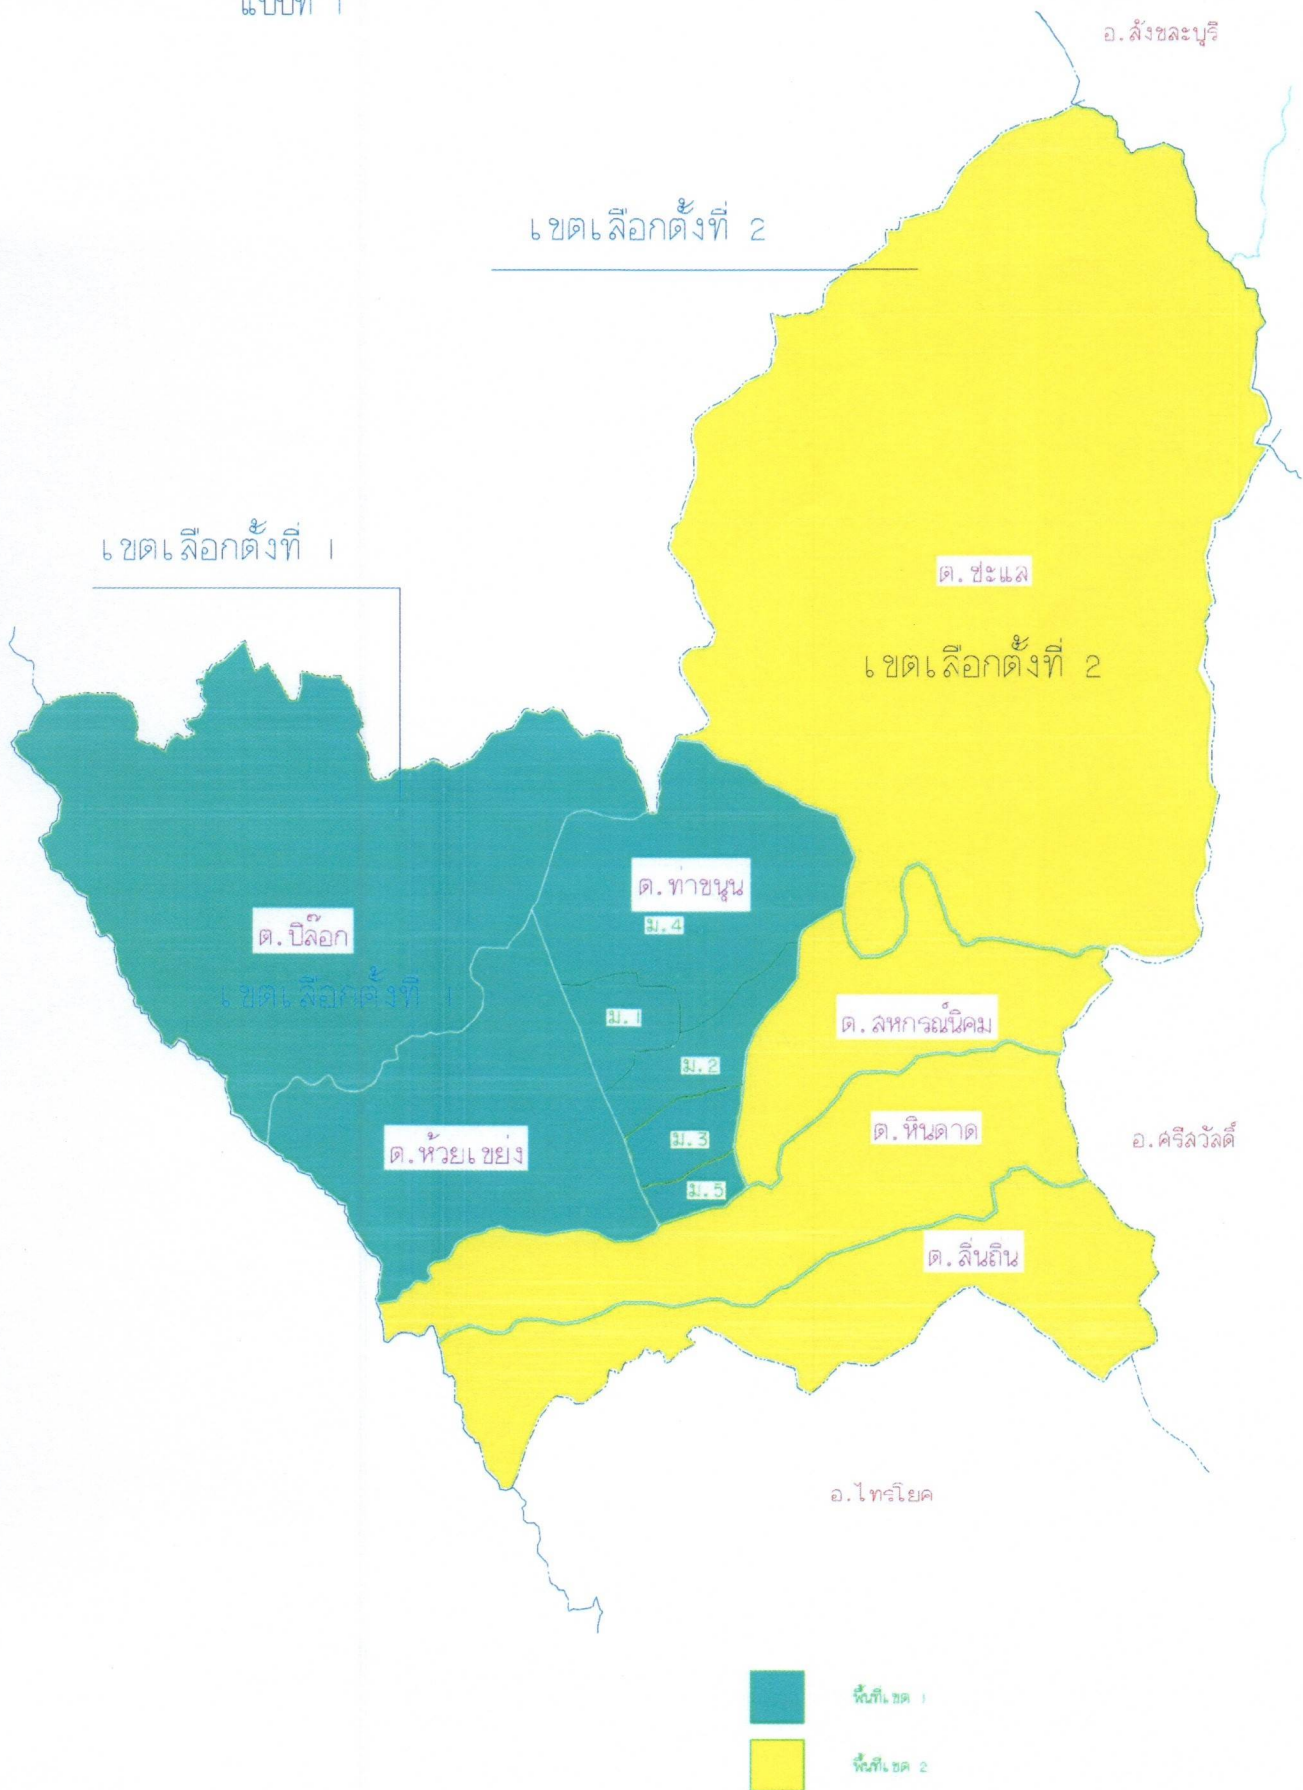 แบบที่ 1
อ.สังขละบุรี
เขตเลือกตั้งที่ 2
เขตเลือกตั้งที่ 1
ต.ชะแล
เขตเลือกตั้งที่ 2
ต.ท่าขนุน
ม.4
ต.ปิล๊อก
เขตเลือกตั้งที่ 1
ม.1
ต.สหกรณ์นิคม
ม.2
ต.หินดาด
ม.3
อ.ศรีสวัสดิ์
ต.ห้วยเขย่ง
ม.5
ต.ลิ่นถิ่น
อ.ไทรโยค
พื้นที่เขต 1
พื้นที่เขต 2